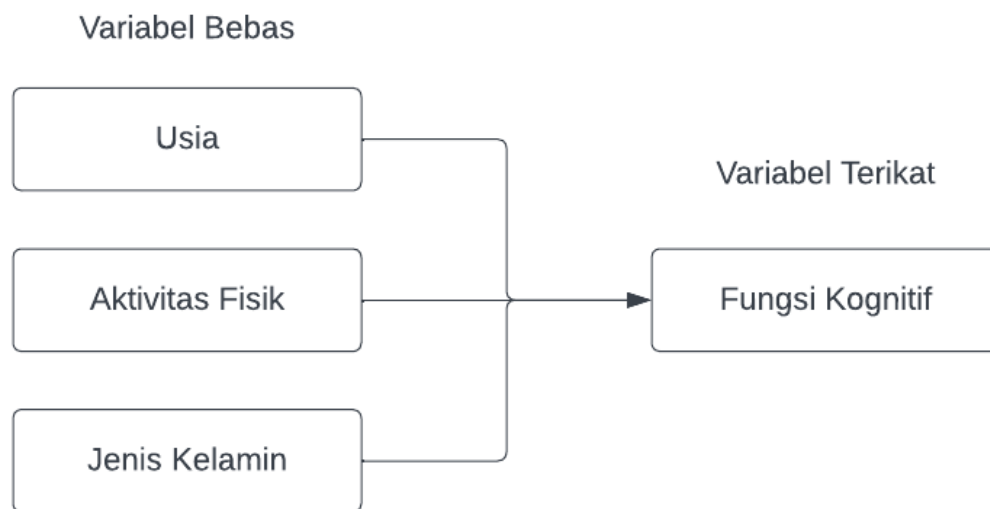 Variabel Bebas
Usia
Aktivitas Fisik
Jenis Kelamin
Variabel Terikat
Fungsi Kognitif